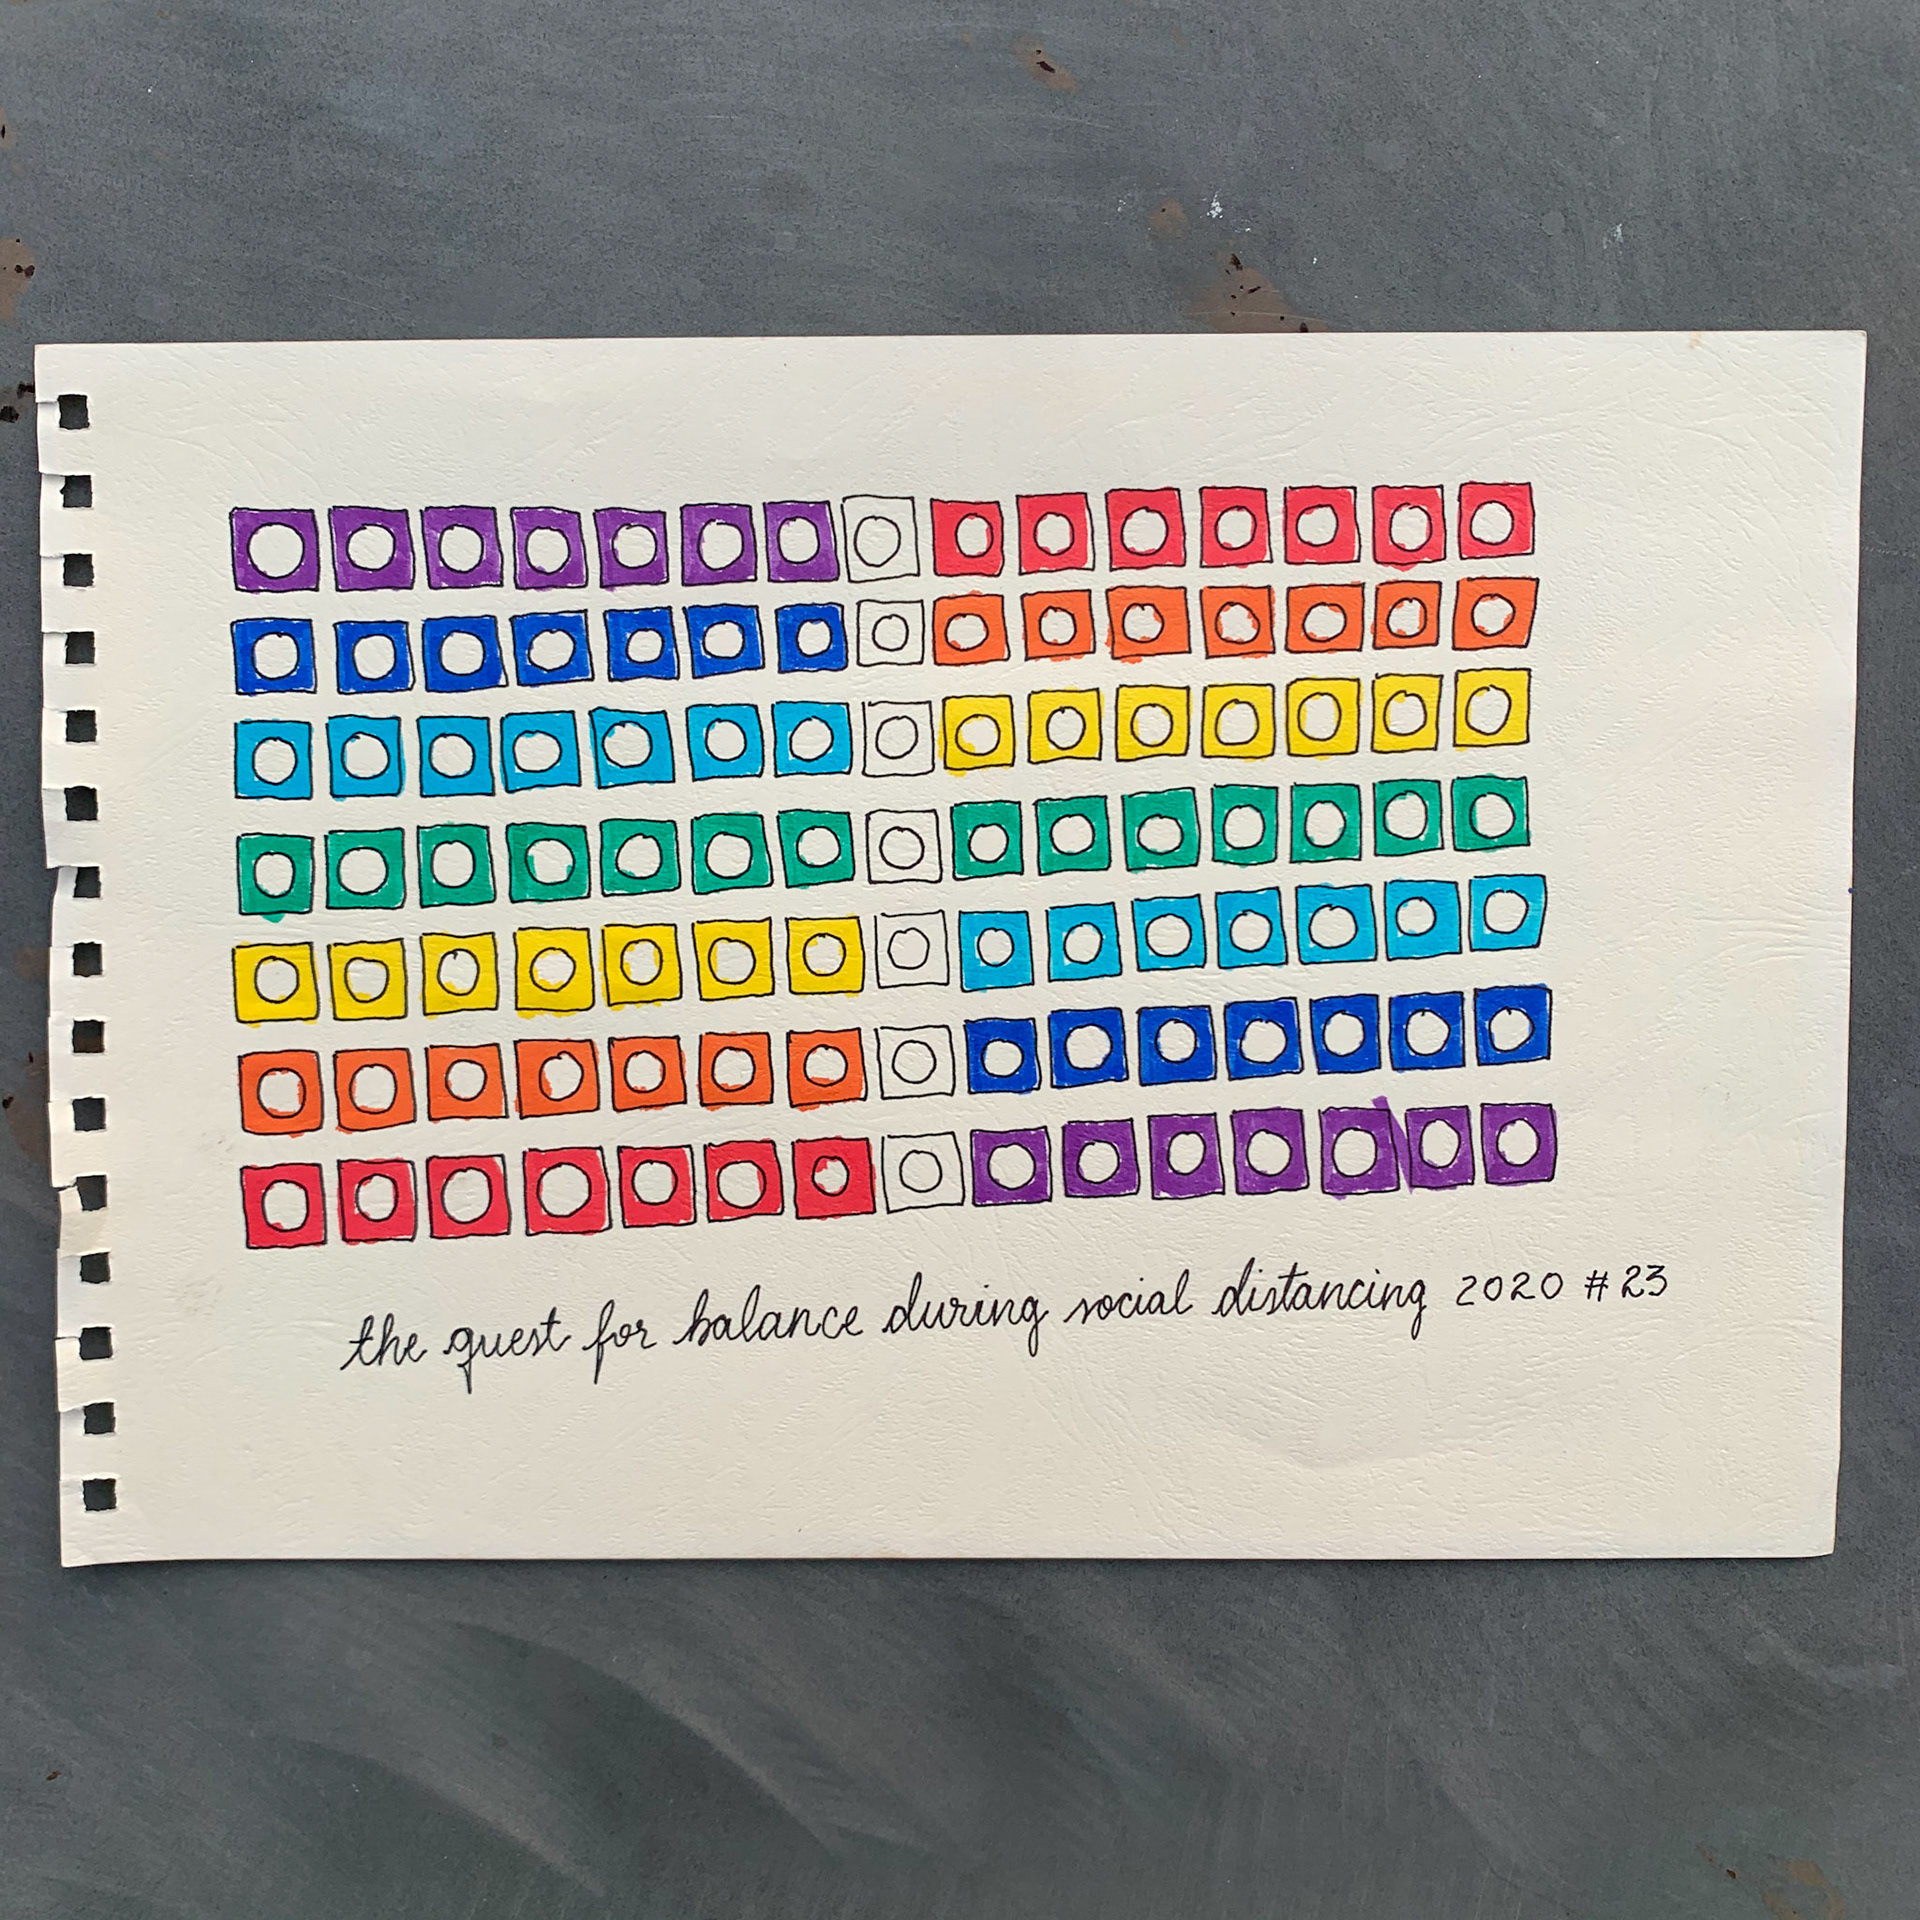 the quest for balance during social distancing 2020 #23